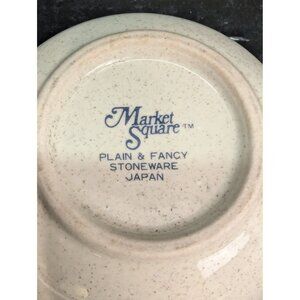 Market
Square™
PLAIN & FANCY
STONEWARE
JAPAN